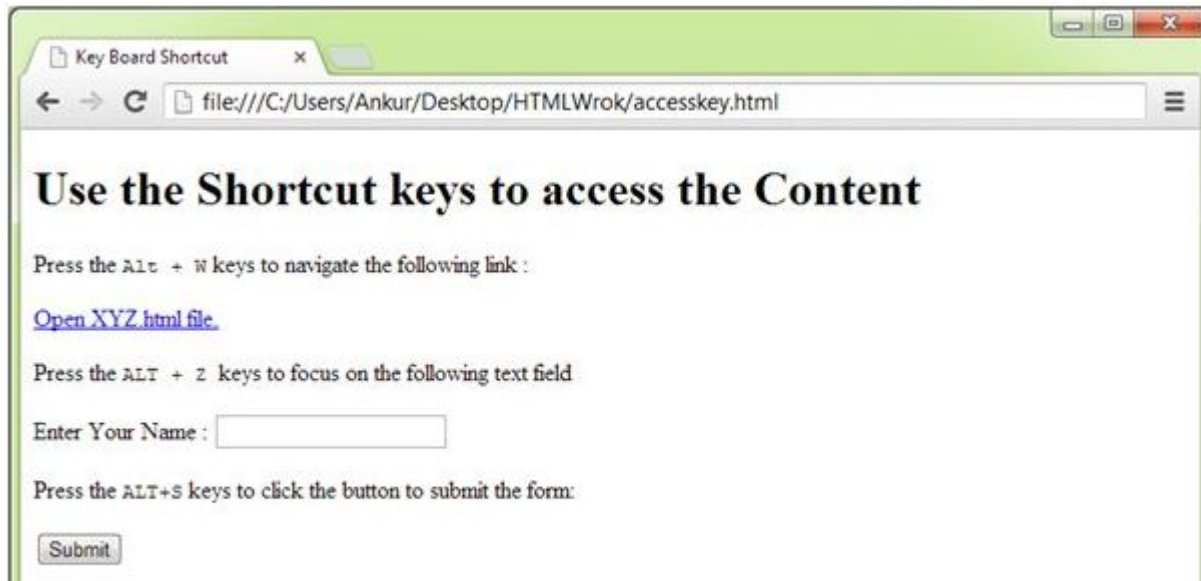 Key Board Shortcut
file:///C:/Users/Ankur/Desktop/HTMLWrok/accesskey.html
Use the Shortcut keys to access the Content
Press the Alt + W keys to navigate the following link :
Open XYZ.html file.
Press the ALT + Z keys to focus on the following text field
Enter Your Name :
Press the ALT+S keys to click the button to submit the form:
Submit